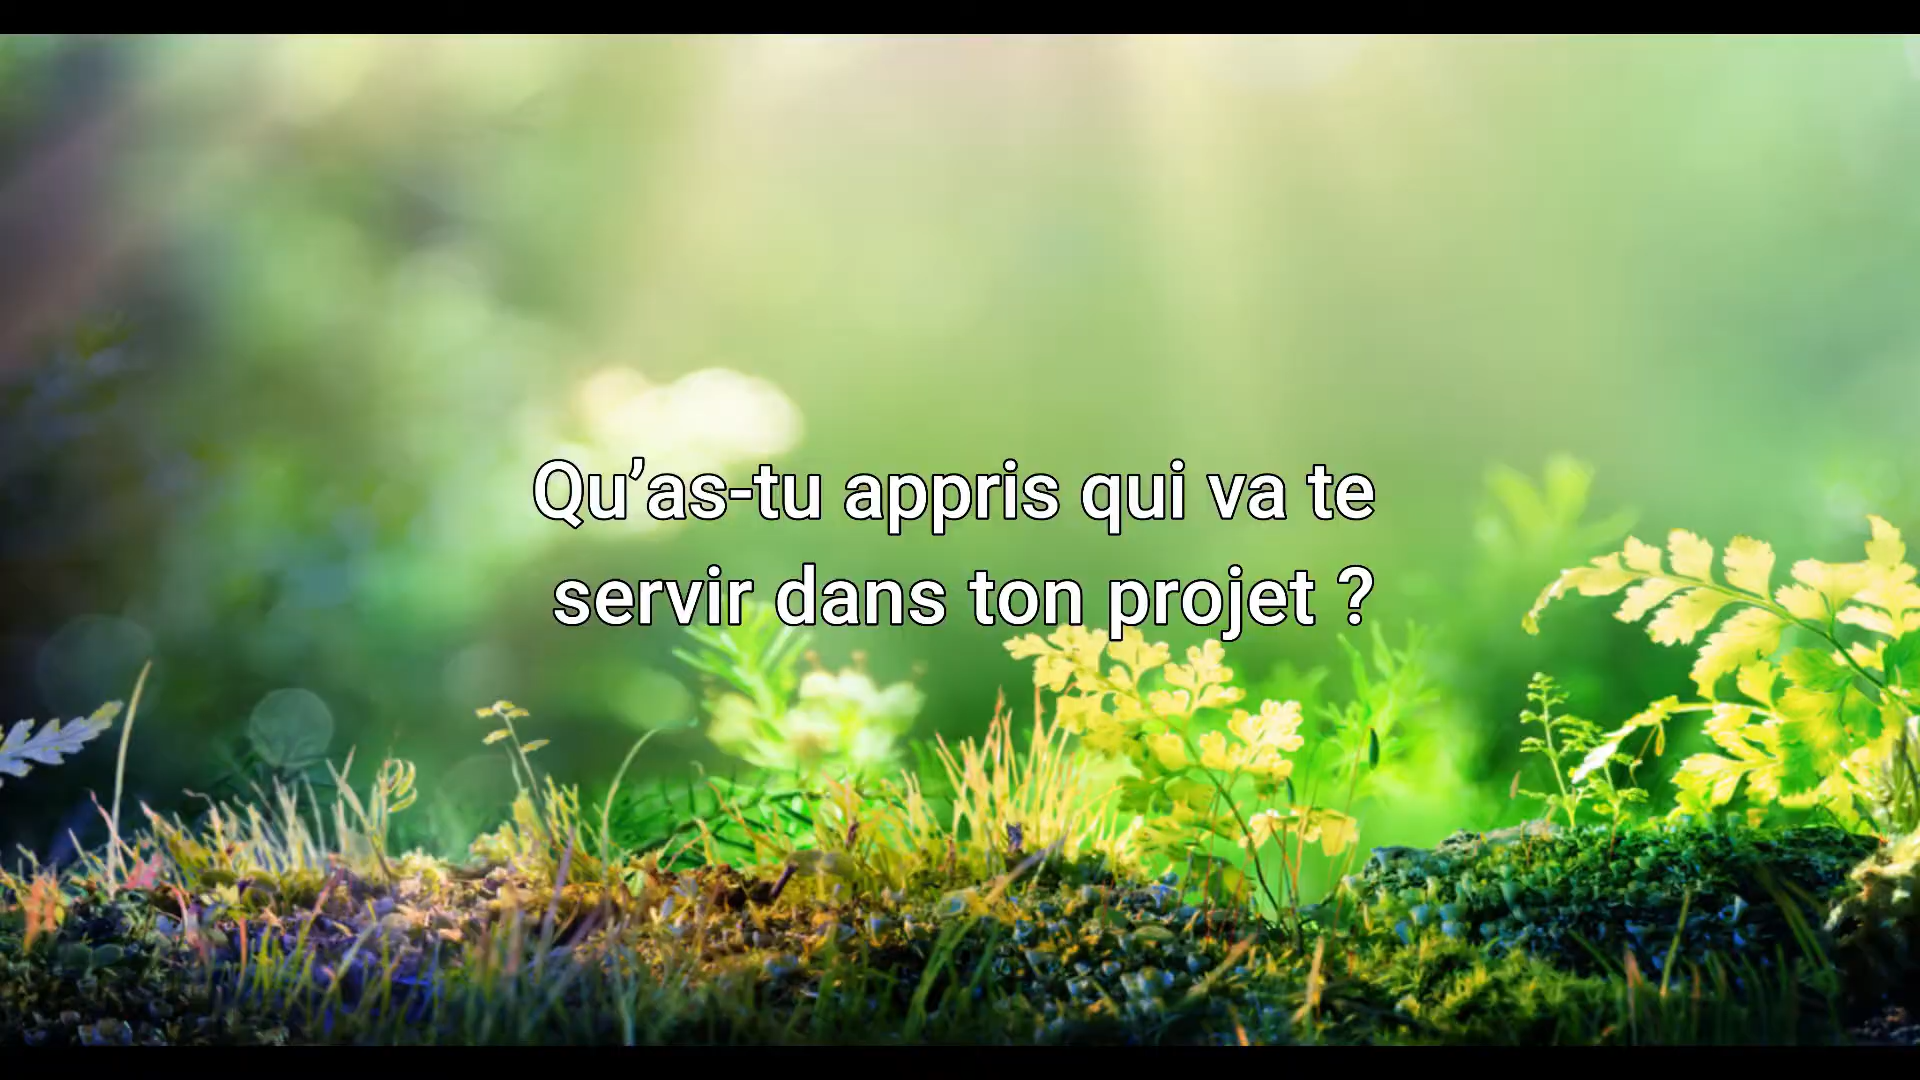 Qu’as-tu appris qui va te
servir dans ton projet ?